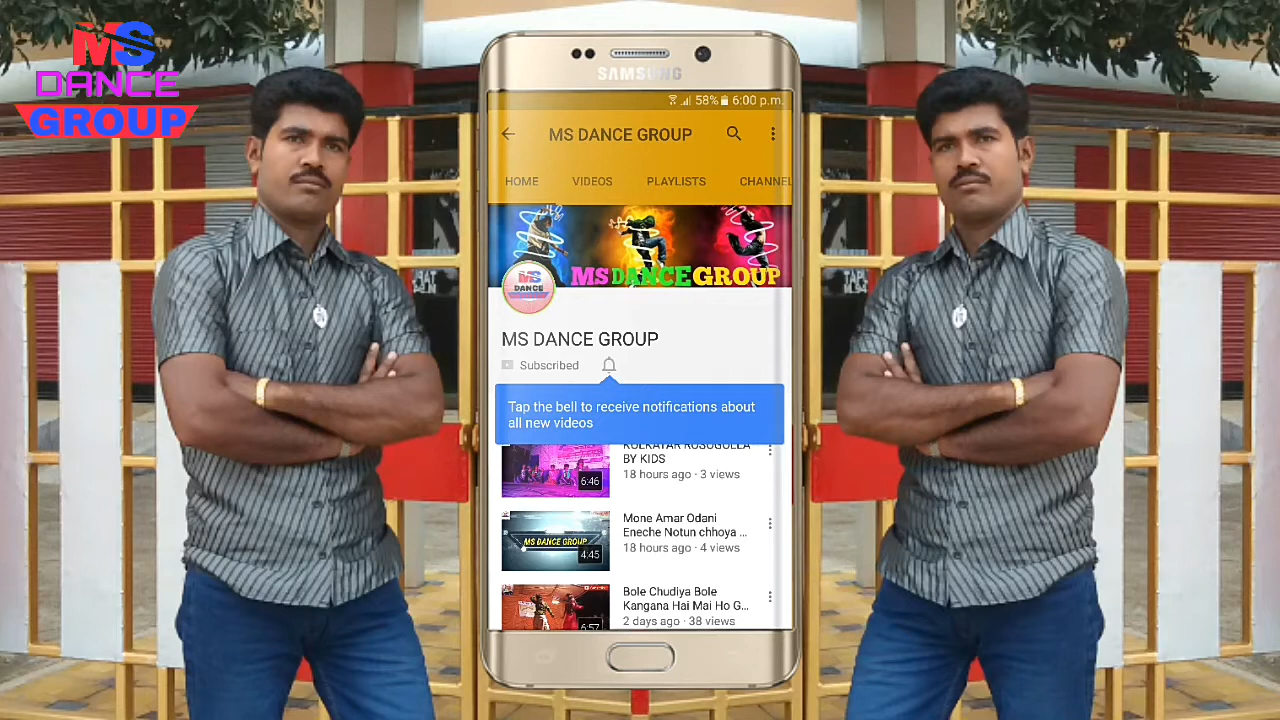 MS
DANCE
GROUP
SAMSUNG
58% 6:00 p.m.
MS DANCE GROUP
HOME VIDEOS PLAYLISTS CHANNEL
MS DANCE GROUP
MS
DANCE
MS DANCE GROUP
Subscribed
Tap the bell to receive notifications about
all new videos
KOLKATAR ROSOGULLA
BY KIDS
18 hours ago · 3 views
6:46
Mone Amar Odani
Eneche Notun chhoya ...
18 hours ago · 4 views
MS DANCE GROUP
4:45
Bole Chudiya Bole
Kangana Hai Mai Ho G...
2 days ago · 38 views
6:57